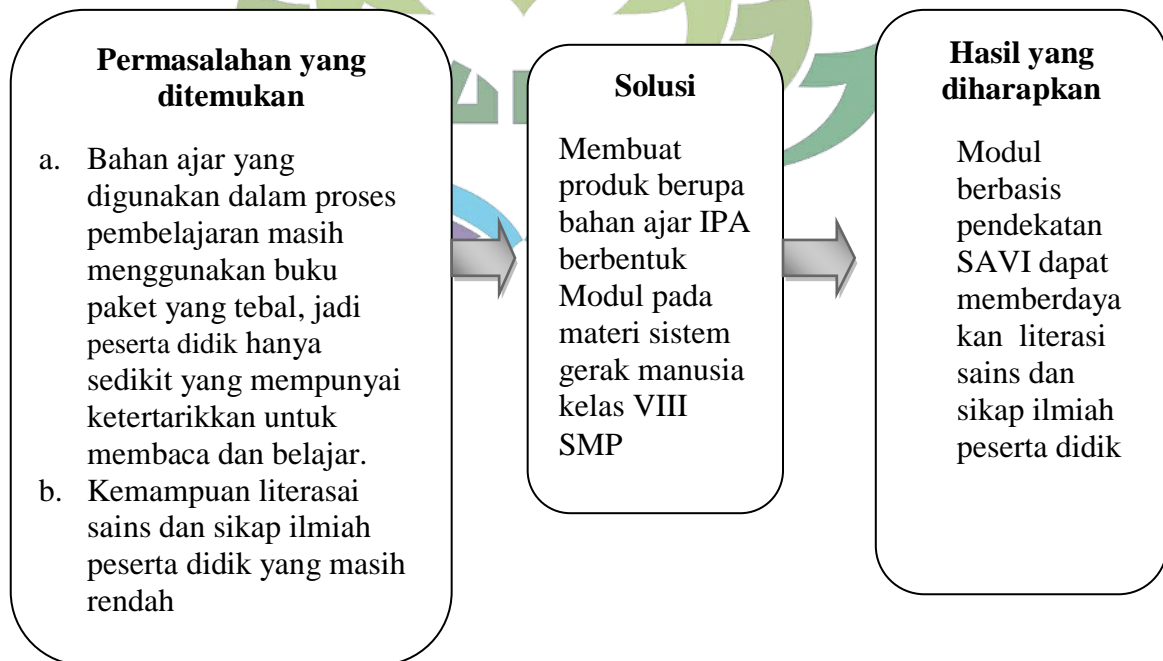 Permasalahan yang
ditemukan
a. Bahan ajar yang
digunakan dalam proses
pembelajaran masih
menggunakan buku
paket yang tebal, jadi
peserta didik hanya
sedikit yang mempunyai
ketertarikkan untuk
membaca dan belajar.
b. Kemampuan literasai
sains dan sikap ilmiah
peserta didik yang masih
rendah
Solusi
Membuat
produk berupa
bahan ajar IPA
berbentuk
Modul pada
materi sistem
gerak manusia
kelas VIII
SMP
Hasil yang
diharapkan
Modul
berbasis
pendekatan
SAVI dapat
memberdaya
kan literasi
sains dan
sikap ilmiah
peserta didik